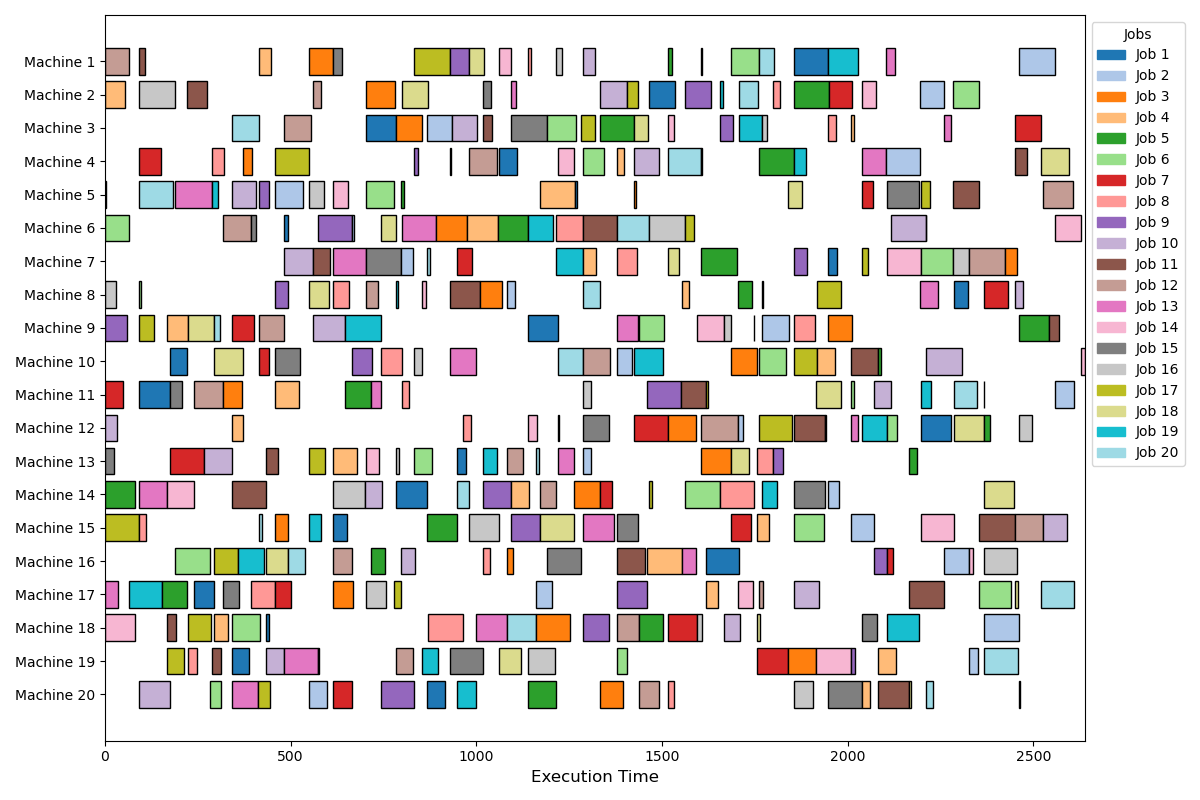 Machine 1
Machine 2
Machine 3
Machine 4
Machine 5
Machine 6
Machine 7
Machine 8
Machine 9
Machine 10
Machine 11
Machine 12
Machine 13
Machine 14
Machine 15
Machine 16
Machine 17
Machine 18
Machine 19
Machine 20
0 500 1000 1500 2000 2500
Execution Time
Jobs
Job 1
Job 2
Job 3
Job 4
Job 5
Job 6
Job 7
Job 8
Job 9
Job 10
Job 11
Job 12
Job 13
Job 14
Job 15
Job 16
Job 17
Job 18
Job 19
Job 20